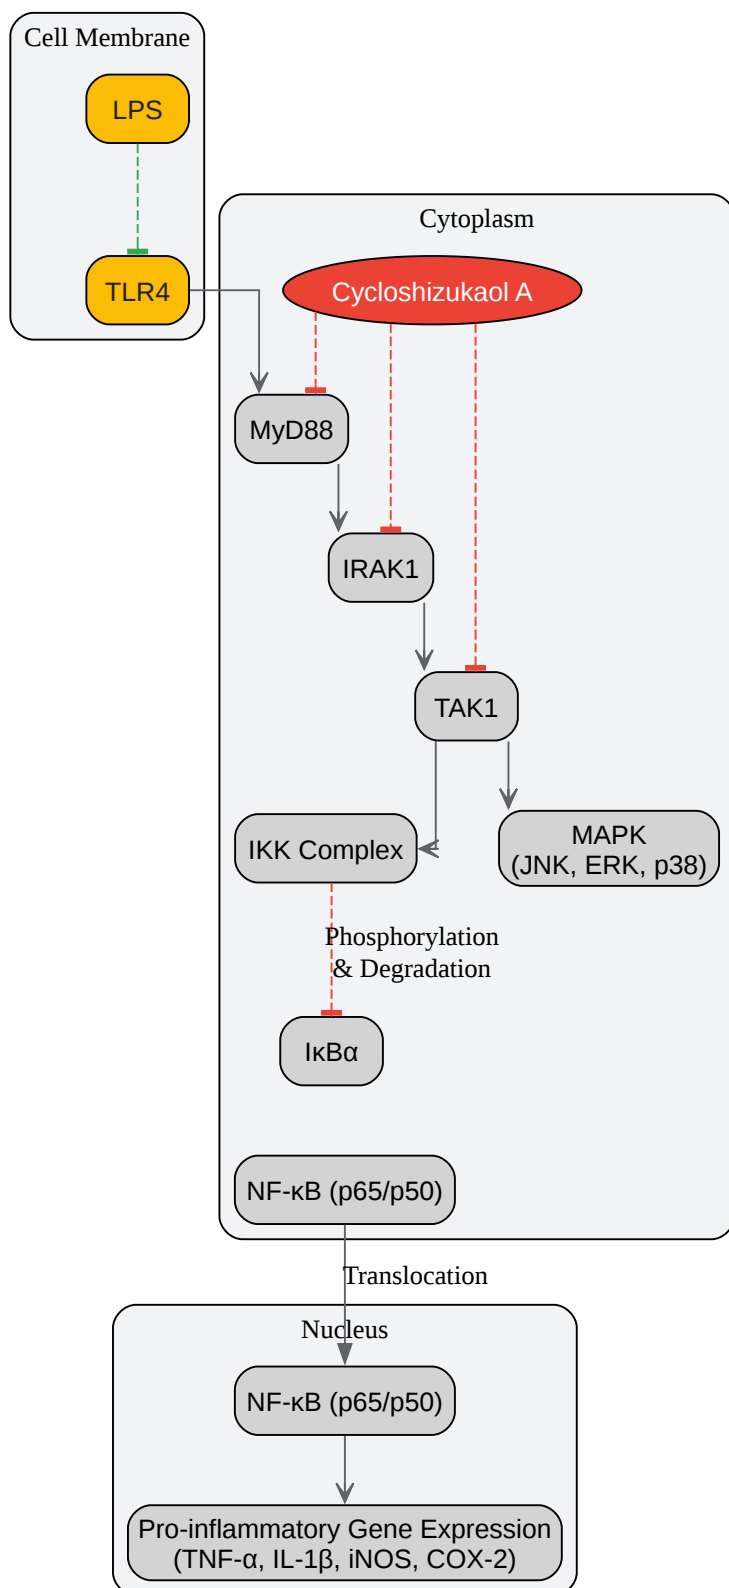 Cell Membrane
LPS
TLR4
Cytoplasm
Cycloshizukaol A
MyD88
IRAK1
TAK1
IKK Complex
MAPK
(JNK, ERK, p38)
Phosphorylation
& Degradation
IκBα
NF-κB (p65/p50)
Translocation
Nucleus
NF-κB (p65/p50)
Pro-inflammatory Gene Expression
(TNF-α, IL-1β, iNOS, COX-2)